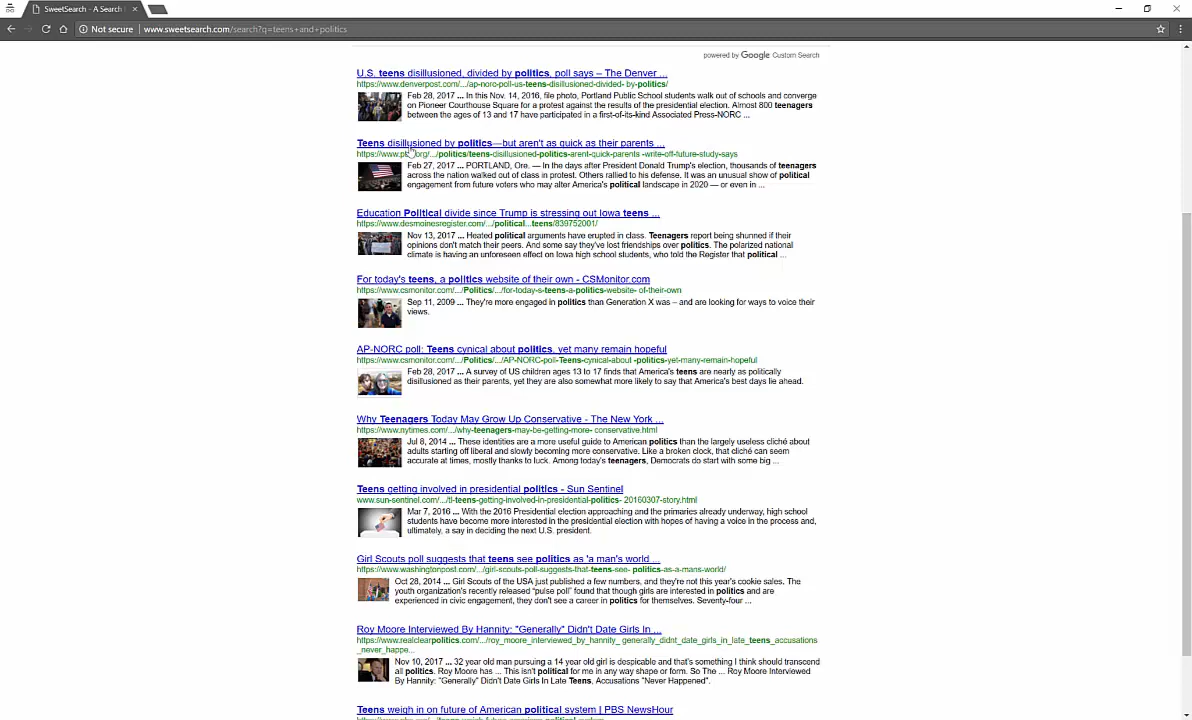 SweetSearch - A Search
Not secure www.sweetsearch.com/search?q=teens+and+politics
powered by Google Custom Search
U.S. teens disillusioned, divided by politics, poll says – The Denver ...
https://www.denverpost.com/.../ap-norc-poll-us-teens-disillusioned-divided- by-politics/
Feb 28, 2017 ... In this Nov. 14, 2016, file photo, Portland Public School students walk out of schools and converge
on Pioneer Courthouse Square for a protest against the results of the presidential election. Almost 800 teenagers
between the ages of 13 and 17 have participated in a first-of-its-kind Associated Press-NORC ...
Teens disillusioned by politics—but aren't as quick as their parents ...
.org/.../politics/teens-disillusioned-politics-arent-quick-parents -write-off-future-study-says
Feb 27, 2017 ... PORTLAND, Ore. — In the days after President Donald Trump's election, thousands of teenagers
across the nation walked out of class in protest. Others rallied to his defense. It was an unusual show of political
engagement from future voters who may alter America's political landscape in 2020 — or even in ...
Education Political divide since Trump is stressing out Iowa teens ...
https://www.desmoinesregister.com/.../political...teens/839752001/
Nov 13, 2017 ... Heated political arguments have erupted in class. Teenagers report being shunned if their
opinions don't match their peers. And some say they've lost friendships over politics. The polarized national
climate is having an unforeseen effect on Iowa high school students, who told the Register that political ...
For today's teens, a politics website of their own - CSMonitor.com
https://www.csmonitor.com/.../Politics/.../for-today-s-teens-a-politics-website- of-their-own
Sep 11, 2009 ... They're more engaged in politics than Generation X was – and are looking for ways to voice their
views.
AP-NORC poll: Teens cynical about politics, yet many remain hopeful
https://www.csmonitor.com/.../Politics/.../AP-NORC-poll-Teens-cynical-about -politics-yet-many-remain-hopeful
Feb 28, 2017 ... A survey of US children ages 13 to 17 finds that America's teens are nearly as politically
disillusioned as their parents, yet they are also somewhat more likely to say that America's best days lie ahead.
Why Teenagers Today May Grow Up Conservative - The New York ...
https://www.nytimes.com/.../why-teenagers-may-be-getting-more- conservative.html
Jul 8, 2014 ... These identities are a more useful guide to American politics than the largely useless cliché about
adults starting off liberal and slowly becoming more conservative. Like a broken clock, that cliché can seem
accurate at times, mostly thanks to luck. Among today's teenagers, Democrats do start with some big ...
Teens getting involved in presidential politics - Sun Sentinel
www.sun-sentinel.com/.../tl-teens-getting-involved-in-presidential-politics- 20160307-story.html
Mar 7, 2016 ... With the 2016 Presidential election approaching and the primaries already underway, high school
students have become more interested in the presidential election with hopes of having a voice in the process and,
ultimately, a say in deciding the next U.S. president.
Girl Scouts poll suggests that teens see politics as 'a man's world ...
https://www.washingtonpost.com/.../girl-scouts-poll-suggests-that-teens-see- politics-as-a-mans-world/
Oct 28, 2014 ... Girl Scouts of the USA just published a few numbers, and they're not this year's cookie sales. The
youth organization's recently released "pulse poll" found that though girls are interested in politics and are
experienced in civic engagement, they don't see a career in politics for themselves. Seventy-four ...
Roy Moore Interviewed By Hannity: "Generally" Didn't Date Girls In ...
https://www.realclearpolitics.com/.../roy_moore_interviewed_by_hannity_ generally_didnt_date_girls_in_late_teens_accusations
_never_happe...
Nov 10, 2017 ... 32 year old man pursuing a 14 year old girl is despicable and that's something I think should transcend
all politics. Roy Moore has ... This isn't political for me in any way shape or form. So The ... Roy Moore Interviewed
By Hannity: "Generally" Didn't Date Girls In Late Teens, Accusations "Never Happened".
Teens weigh in on future of American political system | PBS NewsHour